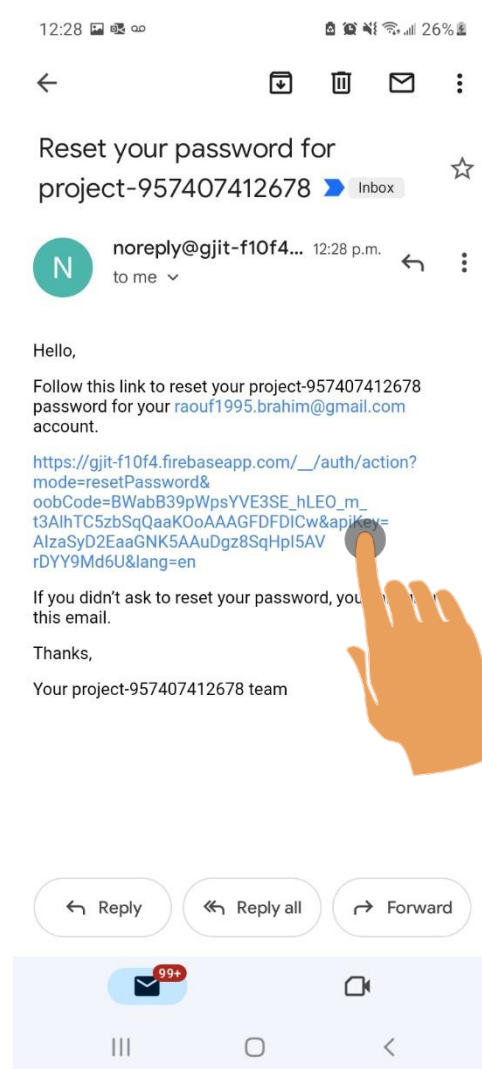 12:28
26%
Reset your password for
project-957407412678 Inbox
N
noreply@gjit-f10f4... 12:28 p.m.
to me
Hello,
Follow this link to reset your project-957407412678
password for your raouf1995.brahim@gmail.com
account.
https://gjit-f10f4.firebaseapp.com/__/auth/action?
mode=resetPassword&
oobCode=BWabB39pWpsYVE3SE_hLEO_m_
t3AlhTC5zbSqQaaKOoAAAGFDFDICw&apiKey=
AIzaSyD2EaaGNK5AAuDgz8SqHpI5AV
rDYY9Md6U&lang=en
If you didn't ask to reset your password, you
this email.
Thanks,
Your project-957407412678 team
Reply
Reply all
Forward
99+